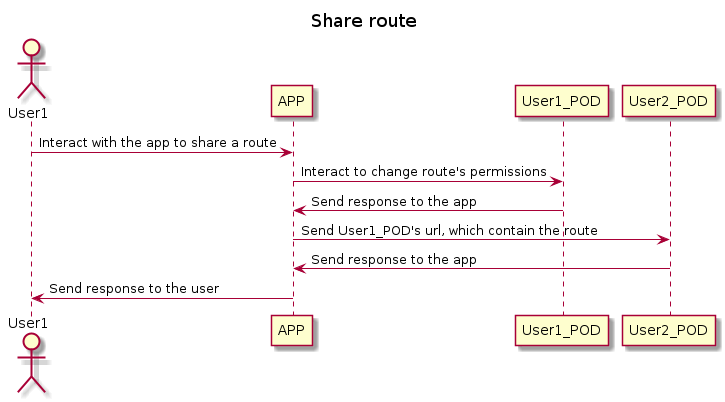 Share route
User1
APP
User1_POD
User2_POD
Interact with the app to share a route
Interact to change route's permissions
Send response to the app
Send User1_POD's url, which contain the route
Send response to the app
Send response to the user
User1
APP
User1_POD
User2_POD